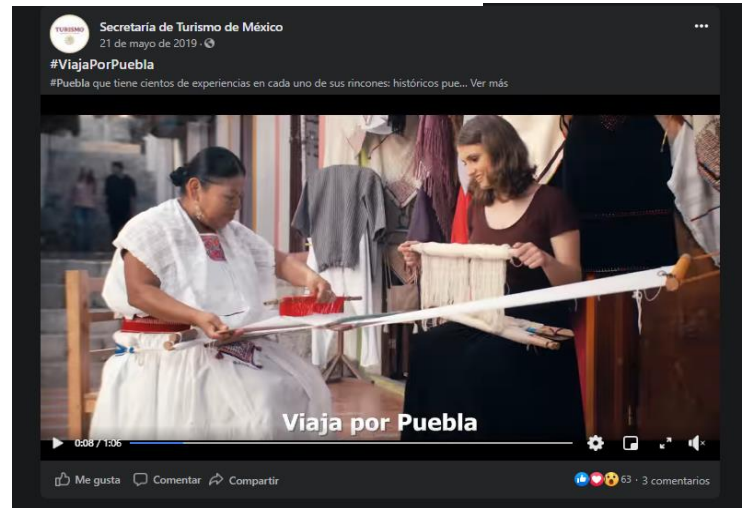 TURISMO
Secretaría de Turismo de México
21 de mayo de 2019 ·
#ViajaPorPuebla
#Puebla que tiene cientos de experiencias en cada uno de sus rincones: históricos pue... Ver más
Viaja por Puebla
0:08 / 1:06
Me gusta Comentar Compartir 63 · 3 comentarios